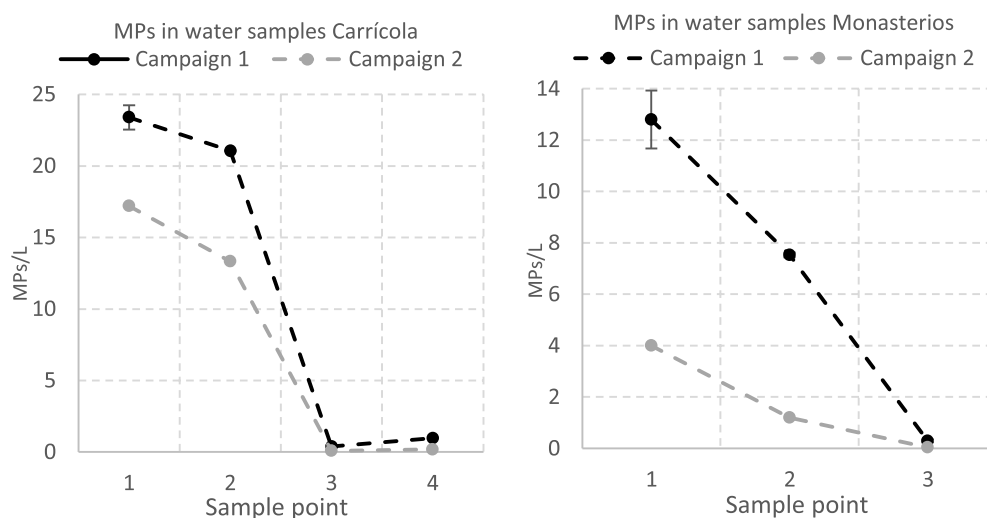 MPs in water samples Carrícola
Campaign 1 Campaign 2
25
20
15
10
5
0
MPs/L
1 2 3 4
Sample point
MPs in water samples Monasterios
Campaign 1 Campaign 2
14
12
10
8
6
4
2
0
MPs/L
1 2 3
Sample point